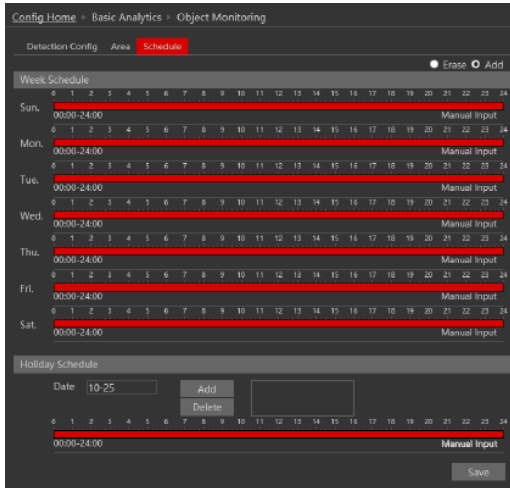 Config Home ▸ Basic Analytics ▸ Object Monitoring
Detection Config Area Schedule
Erase Add
Week Schedule
0 1 2 3 4 5 6 7 8 9 10 11 12 13 14 15 16 17 18 19 20 21 22 23 24
Sun.
00:00-24:00 Manual Input
0 1 2 3 4 5 6 7 8 9 10 11 12 13 14 15 16 17 18 19 20 21 22 23 24
Mon.
00:00-24:00 Manual Input
0 1 2 3 4 5 6 7 8 9 10 11 12 13 14 15 16 17 18 19 20 21 22 23 24
Tue.
00:00-24:00 Manual Input
0 1 2 3 4 5 6 7 8 9 10 11 12 13 14 15 16 17 18 19 20 21 22 23 24
Wed.
00:00-24:00 Manual Input
0 1 2 3 4 5 6 7 8 9 10 11 12 13 14 15 16 17 18 19 20 21 22 23 24
Thu.
00:00-24:00 Manual Input
0 1 2 3 4 5 6 7 8 9 10 11 12 13 14 15 16 17 18 19 20 21 22 23 24
Fri.
00:00-24:00 Manual Input
0 1 2 3 4 5 6 7 8 9 10 11 12 13 14 15 16 17 18 19 20 21 22 23 24
Sat.
00:00-24:00 Manual Input
Holiday Schedule
Date 10-25 Add
Delete
0 1 2 3 4 5 6 7 8 9 10 11 12 13 14 15 16 17 18 19 20 21 22 23 24
00:00-24:00 Manual Input
Save